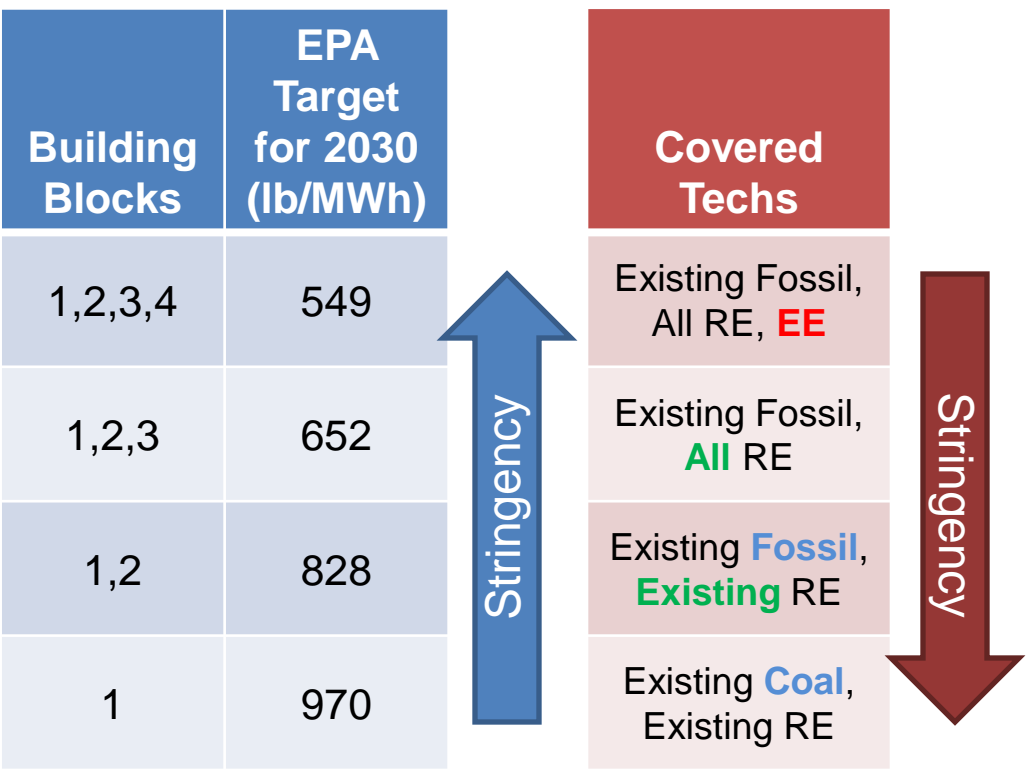 Building
Blocks
EPA
Target
for 2030
(lb/MWh)
Covered
Techs
1,2,3,4
549
Existing Fossil,
All RE, EE
1,2,3
652
Existing Fossil,
All RE
1,2
828
Existing Fossil,
Existing RE
1
970
Existing Coal,
Existing RE
Stringency
Stringency